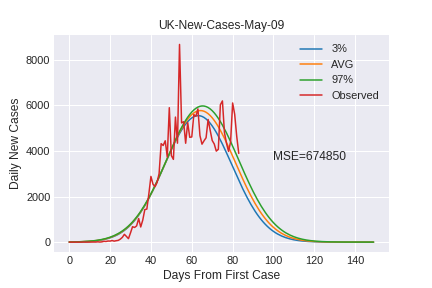 UK-New-Cases-May-09
Daily New Cases
8000
6000
4000
2000
0
3%
AVG
97%
Observed
MSE=674850
0 20 40 60 80 100 120 140
Days From First Case